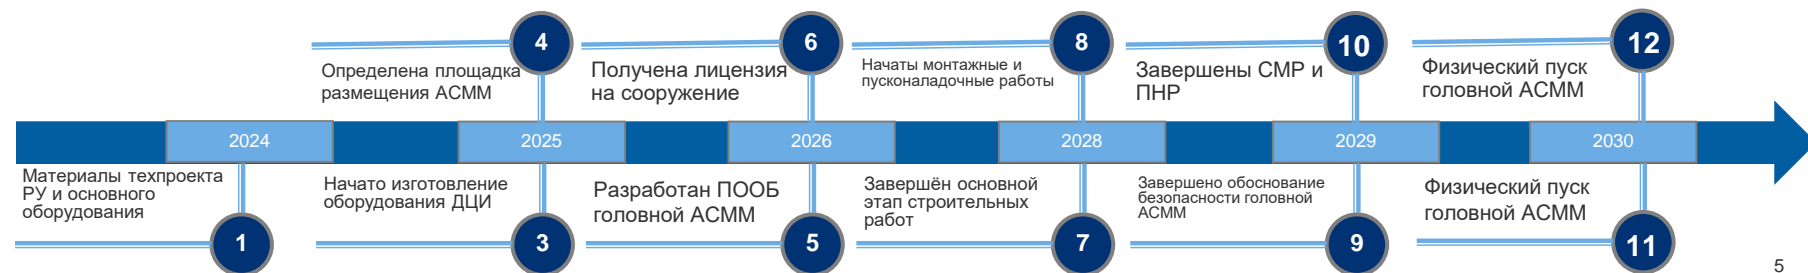 4
6
8
10
12
Определена площадка
размещения АСММ
Получена лицензия
на сооружение
Начаты монтажные и
пусконаладочные работы
Завершены СМР и
ПНР
Физический пуск
головной АСММ
2024
2025
2026
2028
2029
2030
Материалы техпроекта
РУ и основного
оборудования
Начато изготовление
оборудования ДЦИ
Разработан ПООБ
головной АСММ
Завершён основной
этап строительных
работ
Завершено обоснование
безопасности головной
АСММ
Физический пуск
головной АСММ
1
3
5
7
9
11
5